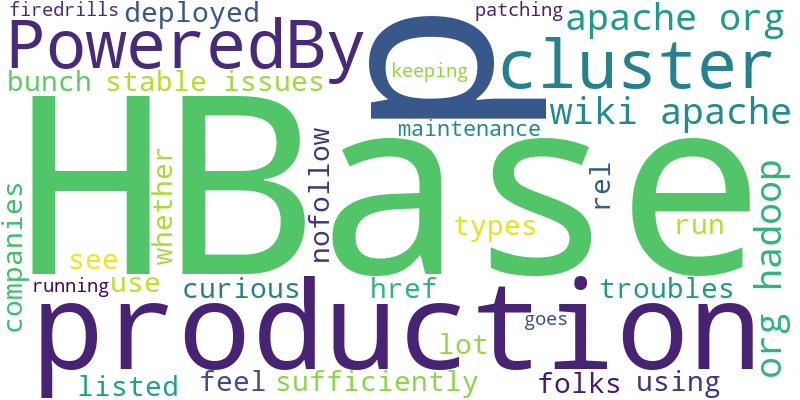 firedrills
deployed
patching
apache org
PoweredBy
p
keeping
cluster
bunch
stable issues
wiki apache
maintenance
HBase
companies
whether
nofollow
rel
types
run
org hadoop
see
use
running
curious
href
troubles
production
goes
lot
listed
feel
sufficiently
folks
using